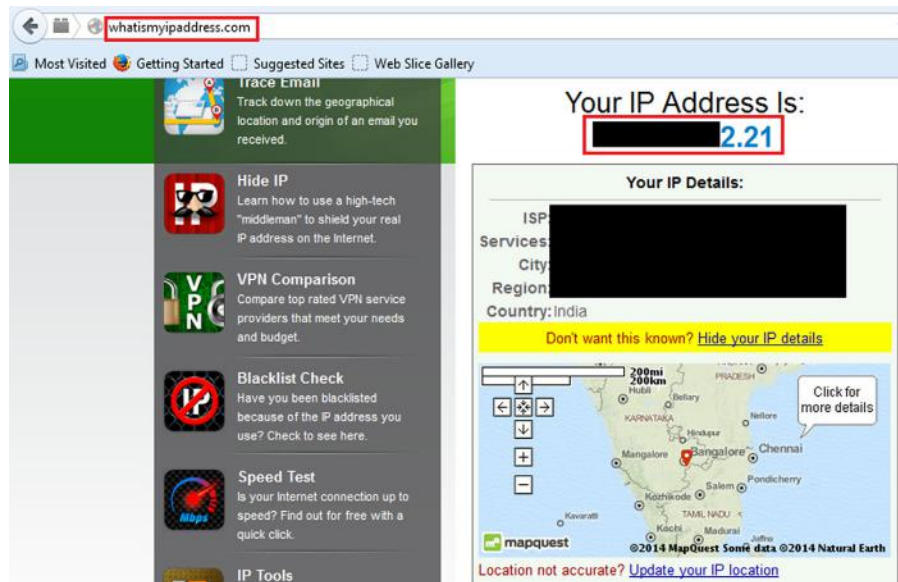 whatismyipaddress.com
Most Visited Getting Started Suggested Sites Web Slice Gallery
Trace Email
Track down the geographical
location and origin of an email you
received.
Hide IP
Learn how to use a high-tech
"middleman" to shield your real
IP address on the Internet.
VPN
VPN Comparison
Compare top rated VPN service
providers that meet your needs
and budget.
IP
Blacklist Check
Have you been blacklisted
because of the IP address you
use? Check to see here.
Mbps
Speed Test
Is your Internet connection up to
speed? Find out for free with a
quick click.
IP Tools
Your IP Address Is:
2.21
Your IP Details:
ISP:
Services:
City:
Region:
Country: India
Don't want this known? Hide your IP details
200mi
200km
PRADESH
Hubli
Bellary
Click for
more details
KARNATAKA
Nellore
Hindupur
Mangalore
Bangalore
Chennai
Pondicherry
Salem
Kozhikode
Kavaratti
TAMIL NADU
Kochi
Madurai
Jaffna
mapquest
©2014 MapQuest Some data ©2014 Natural Earth
Location not accurate? Update your IP location